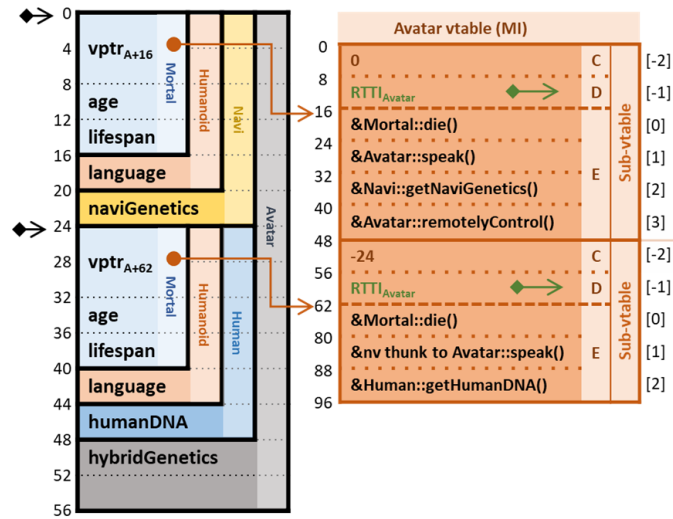 0
4
8
12
16
20
24
28
32
36
40
44
48
52
56
vptrA+16
age
lifespan
Mortal
language
Humanoid
naviGenetics
Navi
Avatar
vptrA+62
age
lifespan
Mortal
language
Humanoid
humanDNA
Human
hybridGenetics
Avatar vtable (MI)
0
8
16
24
32
40
48
56
62
80
88
96
0 C [-2]
RTTIAvatar D [-1]
&Mortal::die() [0]
&Avatar::speak() [1]
E
&Navi::getNaviGenetics() [2]
&Avatar::remotelyControl() [3]
Sub-vtable
-24 C [-2]
RTTIAvatar D [-1]
&Mortal::die() [0]
&nv thunk to Avatar::speak() E [1]
&Human::getHumanDNA() [2]
Sub-vtable